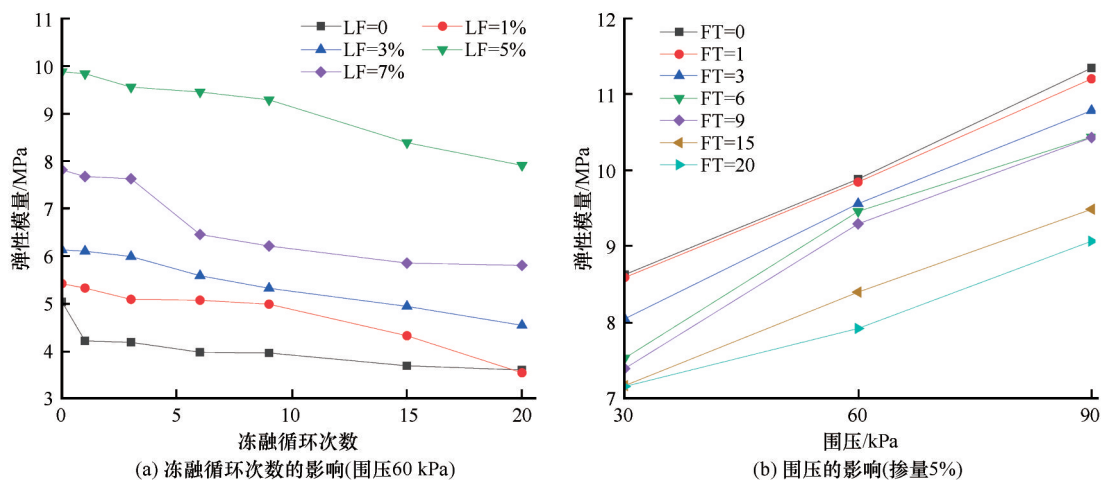 LF=0 LF=1%
LF=3% LF=5%
LF=7%
弹性模量/MPa
11
10
9
8
7
6
5
4
3
0 5 10 15 20
冻融循环次数
(a) 冻融循环次数的影响(围压60 kPa)
FT=0
FT=1
FT=3
FT=6
FT=9
FT=15
FT=20
弹性模量/MPa
12
11
10
9
8
7
30 60 90
围压/kPa
(b) 围压的影响(掺量5%)